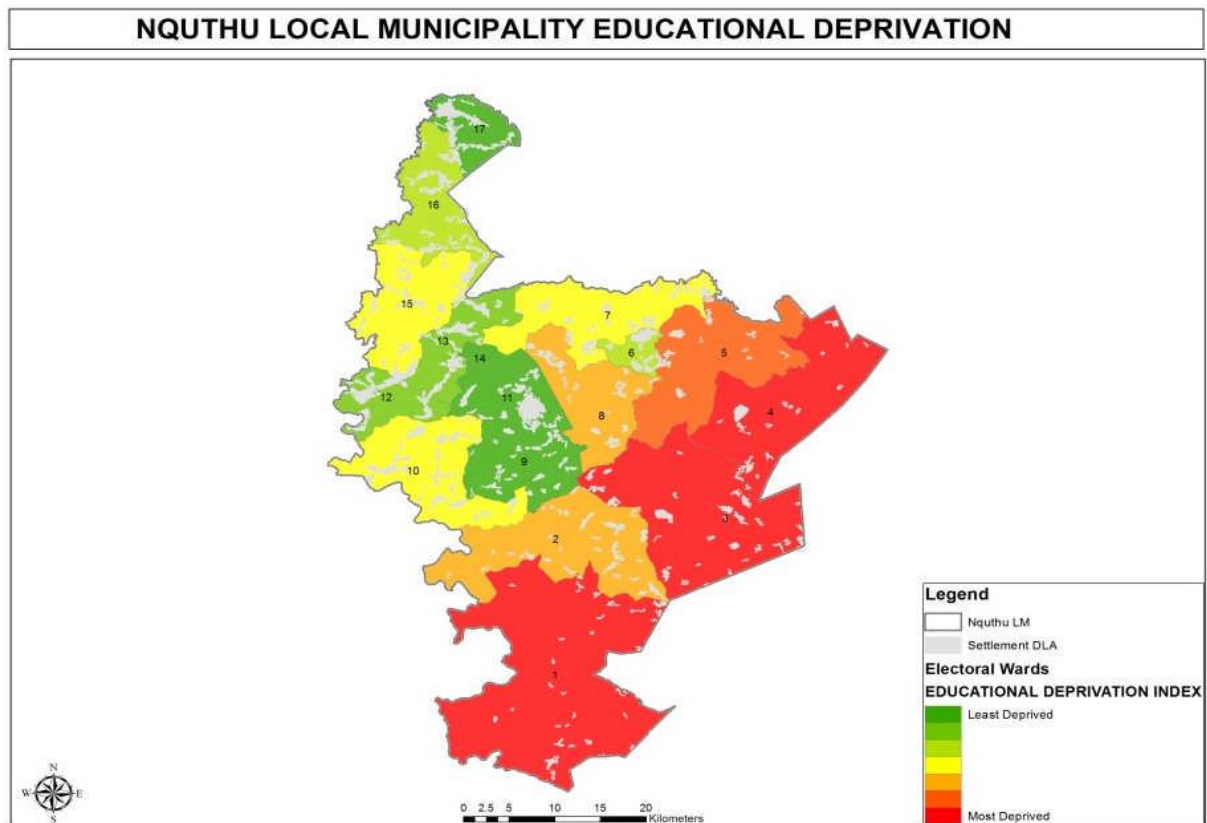 NQUTHU LOCAL MUNICIPALITY EDUCATIONAL DEPRIVATION
17
16
15
7
13
6
5
14
12
11
4
8
10
9
3
2
1
Legend
Nquthu LM
Settlement DLA
Electoral Wards
EDUCATIONAL DEPRIVATION INDEX
Least Deprived
Most Deprived
N
W E
S
0 2.5 5 10 15 20
Kilometers